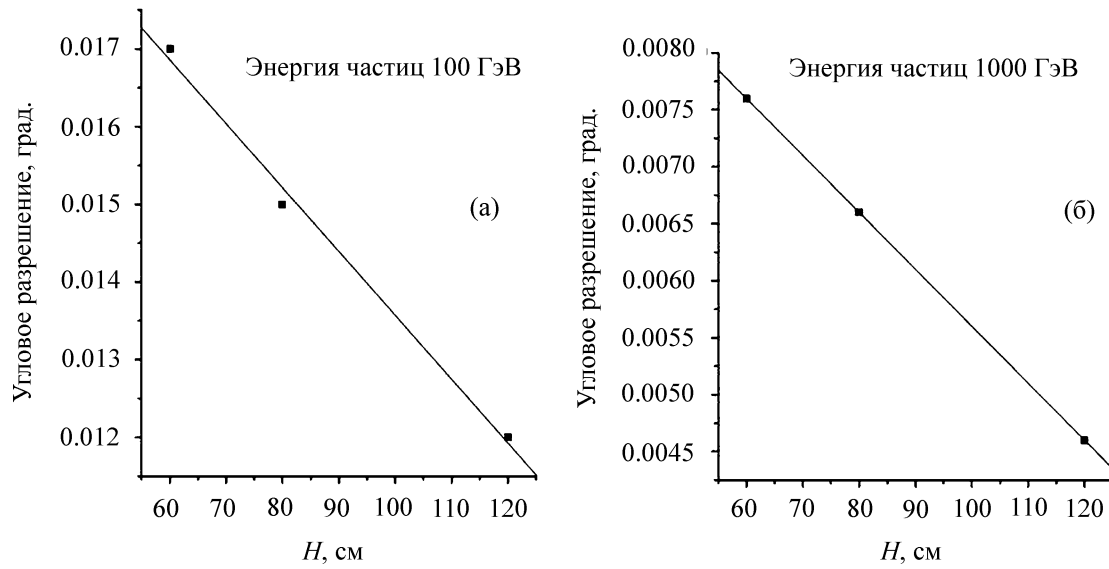 Угловое разрешение, град.
0.017
0.016
0.015
0.014
0.013
0.012
Энергия частиц 100 ГэВ
(а)
60 70 80 90 100 110 120
H, см
Угловое разрешение, град.
0.0080
0.0075
0.0070
0.0065
0.0060
0.0055
0.0050
0.0045
Энергия частиц 1000 ГэВ
(б)
60 70 80 90 100 110 120
H, см